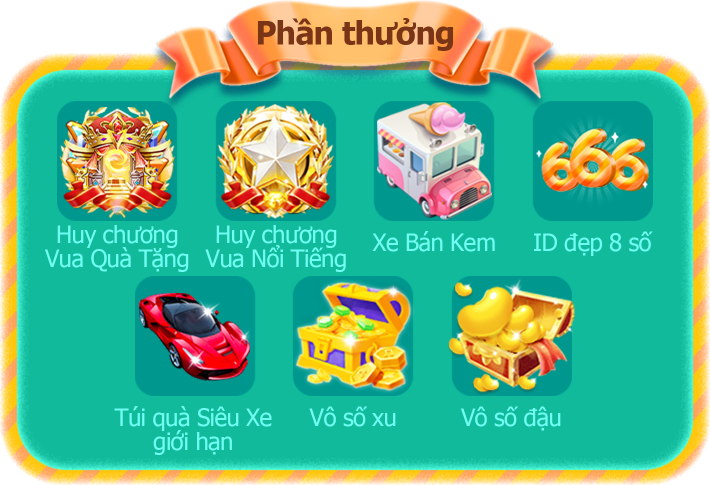 Phần thưởng
666
Huy chương
Vua Quà Tặng
Huy chương
Vua Nổi Tiếng
Xe Bán Kem
ID đẹp 8 số
Túi quà Siêu Xe
giới hạn
Vô số xu
Vô số đậu